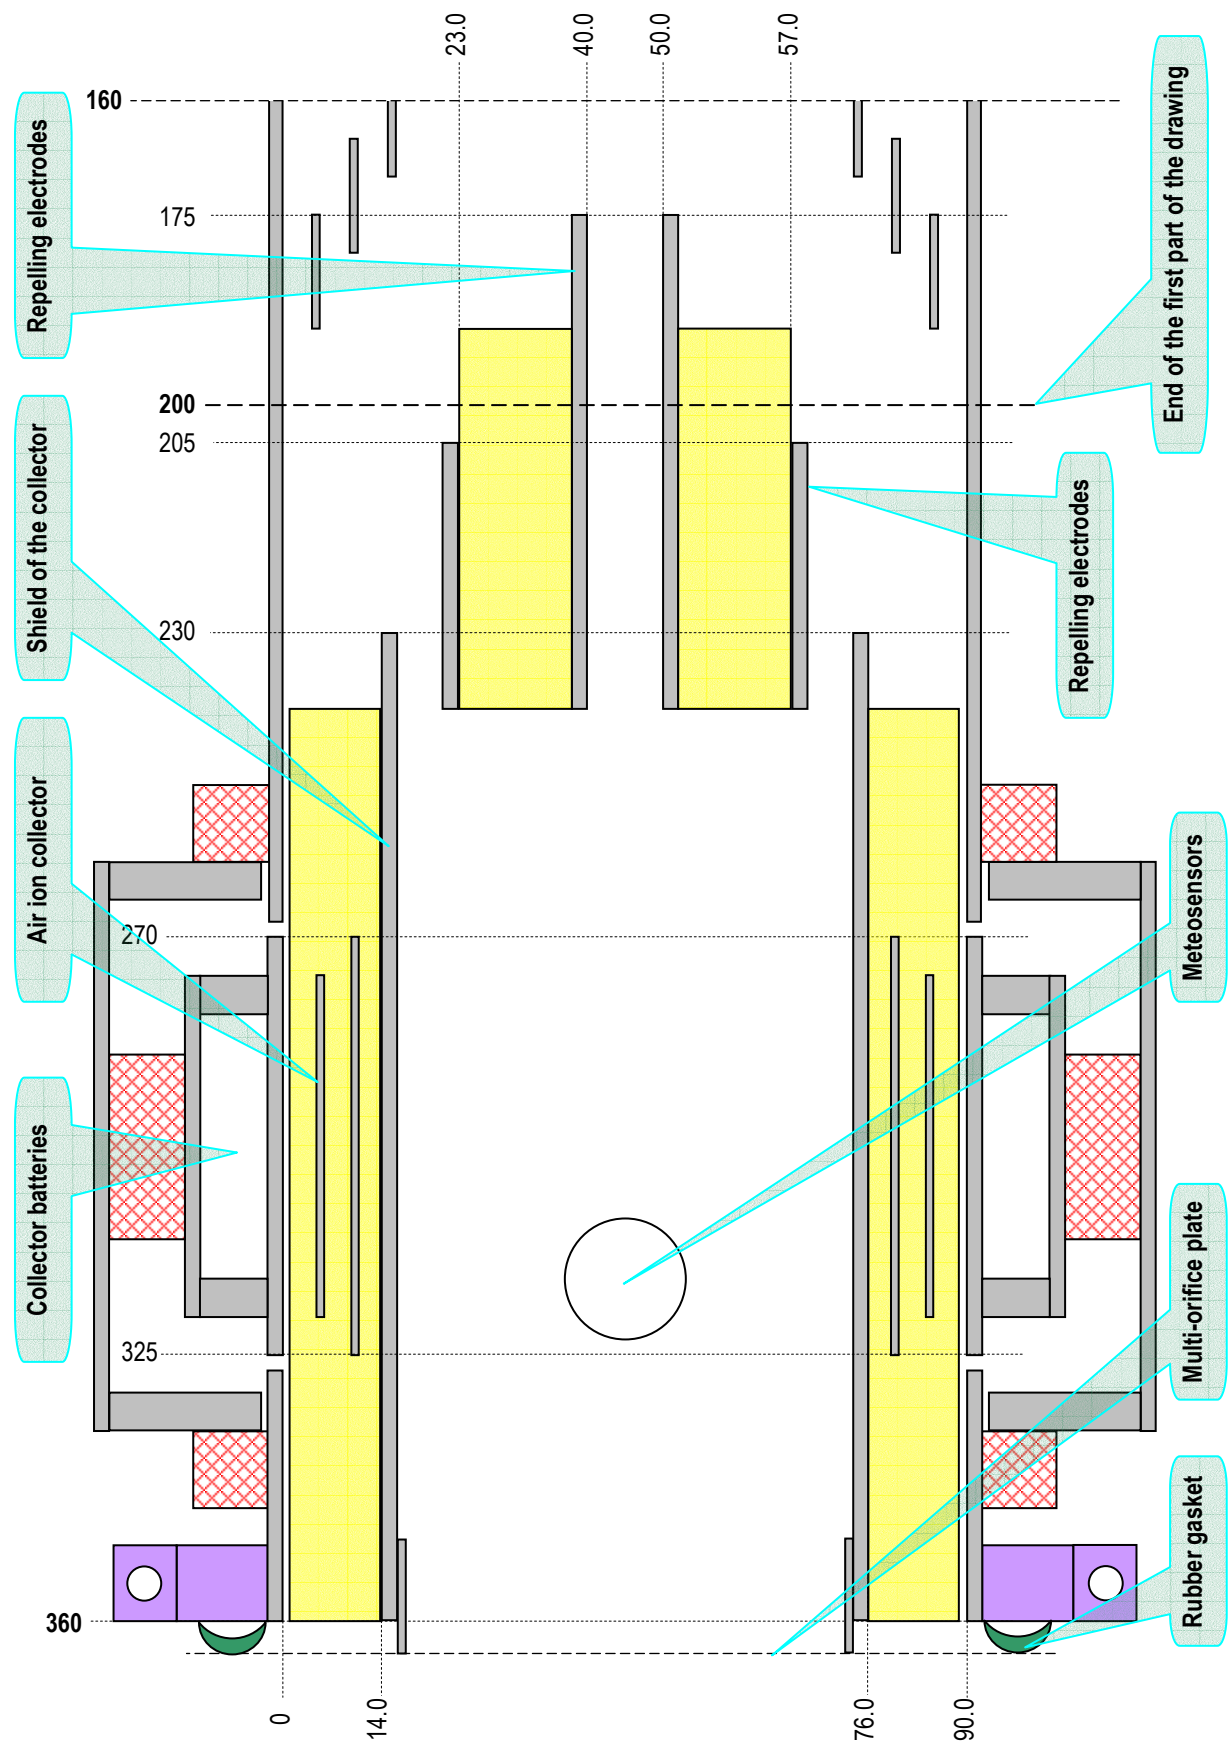 23.0
40.0
50.0
57.0
160
175
200
205
230
270
325
360
0
14.0
76.0
90.0
Repelling electrodes
Shield of the collector
Air ion collector
Collector batteries
End of the first part of the drawing
Repelling electrodes
Meteosensors
Multi-orifice plate
Rubber gasket